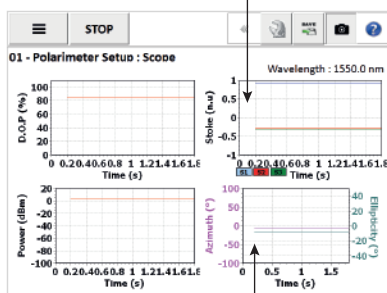 STOP
SAVE
01 - Polarimeter Setup : Scope
Wavelength : 1550.0 nm
D.O.P (%)
100
80
60
40
20
0
0 0.20.40.60.8 1 1.21.41.61.8
Time (s)
Stoke (n.u)
1
0.5
0
-0.5
-1
0 0.20.40.60.8 1 1.21.41.61.8
S1 S2 S3
Time (s)
Power (dBm)
20
0
-20
-40
-60
-80
-100
0 0.20.40.60.8 1 1.21.41.61.8
Time (s)
Azimuth (°)
100
50
0
-50
-100
0 0.5 1 1.5
Time (s)
40
20
0
-20
-40
Ellipticity (°)